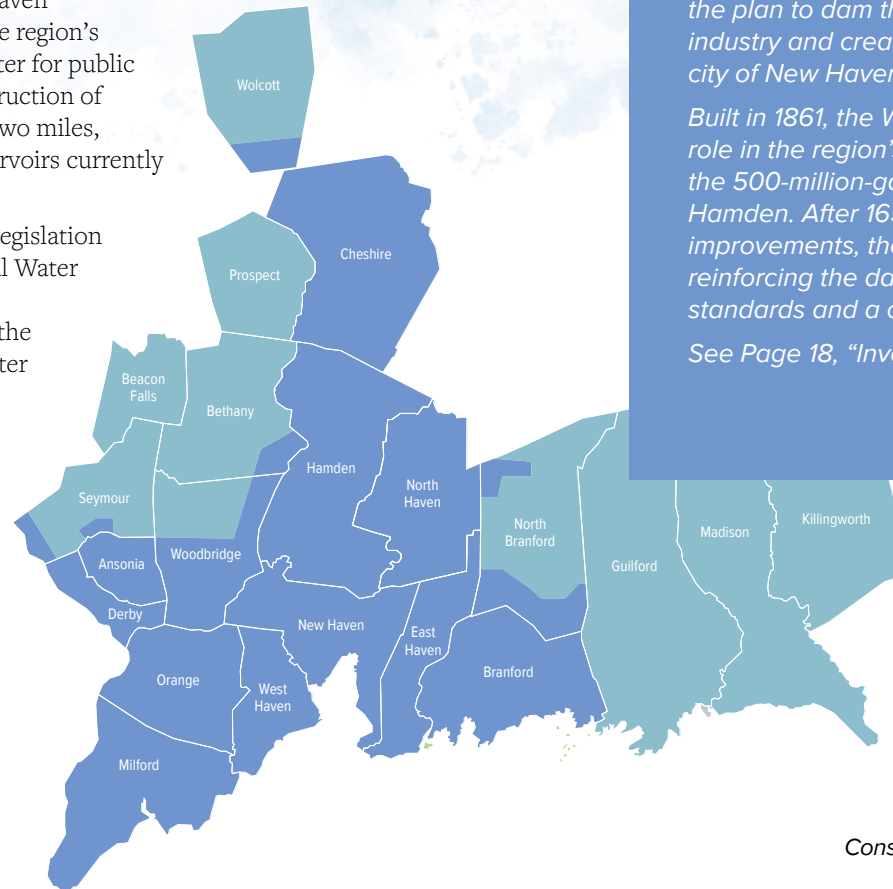 e region's
ter for public
ruction of
wo miles,
rvoirs currently
egislation
l Water
the
ter
the plan to dam th
industry and crea
city of New Haven
Built in 1861, the W
role in the region'
the 500-million-ga
Hamden. After 16
improvements, the
reinforcing the da
standards and a c
See Page 18, "Inve
Wolcott
Cheshire
Prospect
Beacon
Falls
Bethany
Hamden
North
Haven
Seymour
Ansonia
Woodbridge
Derby
North
Branford
Guilford
Madison
Killingworth
New Haven
East
Haven
Branford
Orange
West
Haven
Milford
Cons